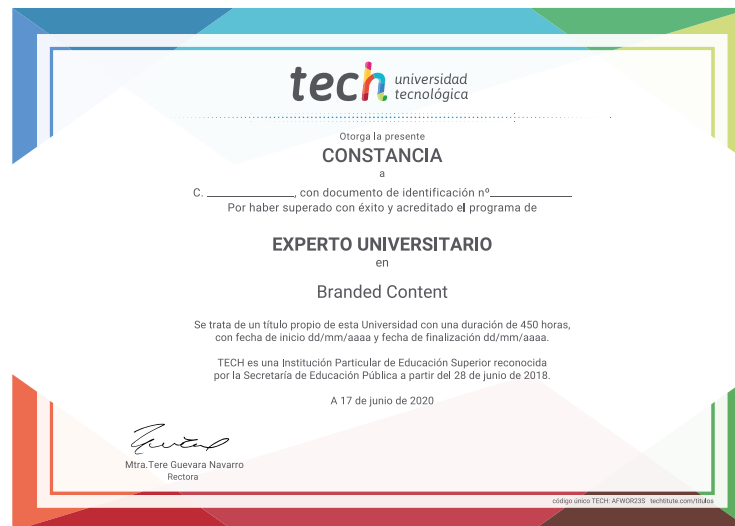 tech universidad
tecnológica
Otorga la presente
CONSTANCIA
a
C. ________________, con documento de identificación nº_______________
Por haber superado con éxito y acreditado el programa de
EXPERTO UNIVERSITARIO
en
Branded Content
Se trata de un título propio de esta Universidad con una duración de 450 horas,
con fecha de inicio dd/mm/aaaa y fecha de finalización dd/mm/aaaa.
TECH es una Institución Particular de Educación Superior reconocida
por la Secretaría de Educación Pública a partir del 28 de junio de 2018.
A 17 de junio de 2020
Mtra.Tere Guevara Navarro
Rectora
código único TECH: AFWOR23S techtitute.com/titulos